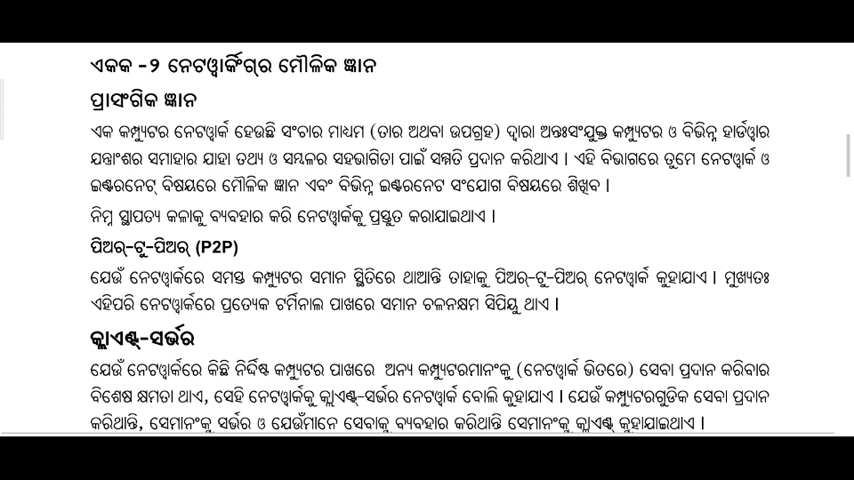 ଏକକ -୨ ନେଟୱାର୍କିଙ୍ଗ୍‌ର ମୌଳିକ ଜ୍ଞାନ
ପ୍ରାସଂଗିକ ଜ୍ଞାନ
ଏକ କମ୍ପ୍ୟୁଟର ନେଟୱାର୍କ ହେଉଛି ସଂଚାର ମାଧ୍ୟମ (ତାର ଅଥବା ଉପଗ୍ରହ) ଦ୍ୱାରା ଅନ୍ତଃସଂଯୁକ୍ତ କମ୍ପ୍ୟୁଟର ଓ ବିଭିନ୍ନ ହାର୍ଡୱେର
ଯନ୍ତ୍ରାଂଶର ସମାହାର ଯାହା ତଥ୍ୟ ଓ ସମ୍ଭଳର ସହଭାଗିତା ପାଇଁ ସମ୍ମତି ପ୍ରଦାନ କରିଥାଏ । ଏହି ବିଭାଗରେ ତୁମେ ନେଟୱାର୍କ ଓ
ଇଣ୍ଟରନେଟ୍ ବିଷୟରେ ମୌଳିକ ଜ୍ଞାନ ଏବଂ ବିଭିନ୍ନ ଇଣ୍ଟରନେଟ ସଂଯୋଗ ବିଷୟରେ ଶିଖିବ ।
ନିମ୍ନ ସ୍ଥାପତ୍ୟ କଳାକୁ ବ୍ୟବହାର କରି ନେଟୱାର୍କକୁ ପ୍ରସ୍ତୁତ କରାଯାଇଥାଏ ।
ପିଅର୍-ଟୁ-ପିଅର୍ (P2P)
ଯେଉଁ ନେଟୱାର୍କରେ ସମସ୍ତ କମ୍ପ୍ୟୁଟର ସମାନ ସ୍ଥିତିରେ ଥାଆନ୍ତି ତାହାକୁ ପିଅର୍-ଟୁ-ପିଅର୍ ନେଟୱାର୍କ କୁହାଯାଏ । ମୁଖ୍ୟତଃ
ଏହିପରି ନେଟୱାର୍କରେ ପ୍ରତ୍ୟେକ ଟର୍ମିନାଲ ପାଖରେ ସମାନ ଚଳନକ୍ଷମ ସିପିୟୁ ଥାଏ ।
କ୍ଲାଏଣ୍ଟ-ସର୍ଭର
ଯେଉଁ ନେଟୱାର୍କରେ କିଛି ନିର୍ଦ୍ଦିଷ୍ଟ କମ୍ପ୍ୟୁଟର ପାଖରେ ଅନ୍ୟ କମ୍ପ୍ୟୁଟରମାନଂକୁ (ନେଟୱାର୍କ ଭିତରେ) ସେବା ପ୍ରଦାନ କରିବାର
ବିଶେଷ କ୍ଷମତା ଥାଏ, ସେହି ନେଟୱାର୍କକୁ କ୍ଲାଏଣ୍ଟ-ସର୍ଭର ନେଟୱାର୍କ ବୋଲି କୁହାଯାଏ । ଯେଉଁ କମ୍ପ୍ୟୁଟରଗୁଡିକ ସେବା ପ୍ରଦାନ
କରିଥାନ୍ତି, ସେମାନଂକୁ ସର୍ଭର ଓ ଯେଉଁମାନେ ସେବାକୁ ବ୍ୟବହାର କରିଥାନ୍ତି ସେମାନଂକୁ କ୍ଲାଏଣ୍ଟ କୁହାଯାଇଥାଏ ।